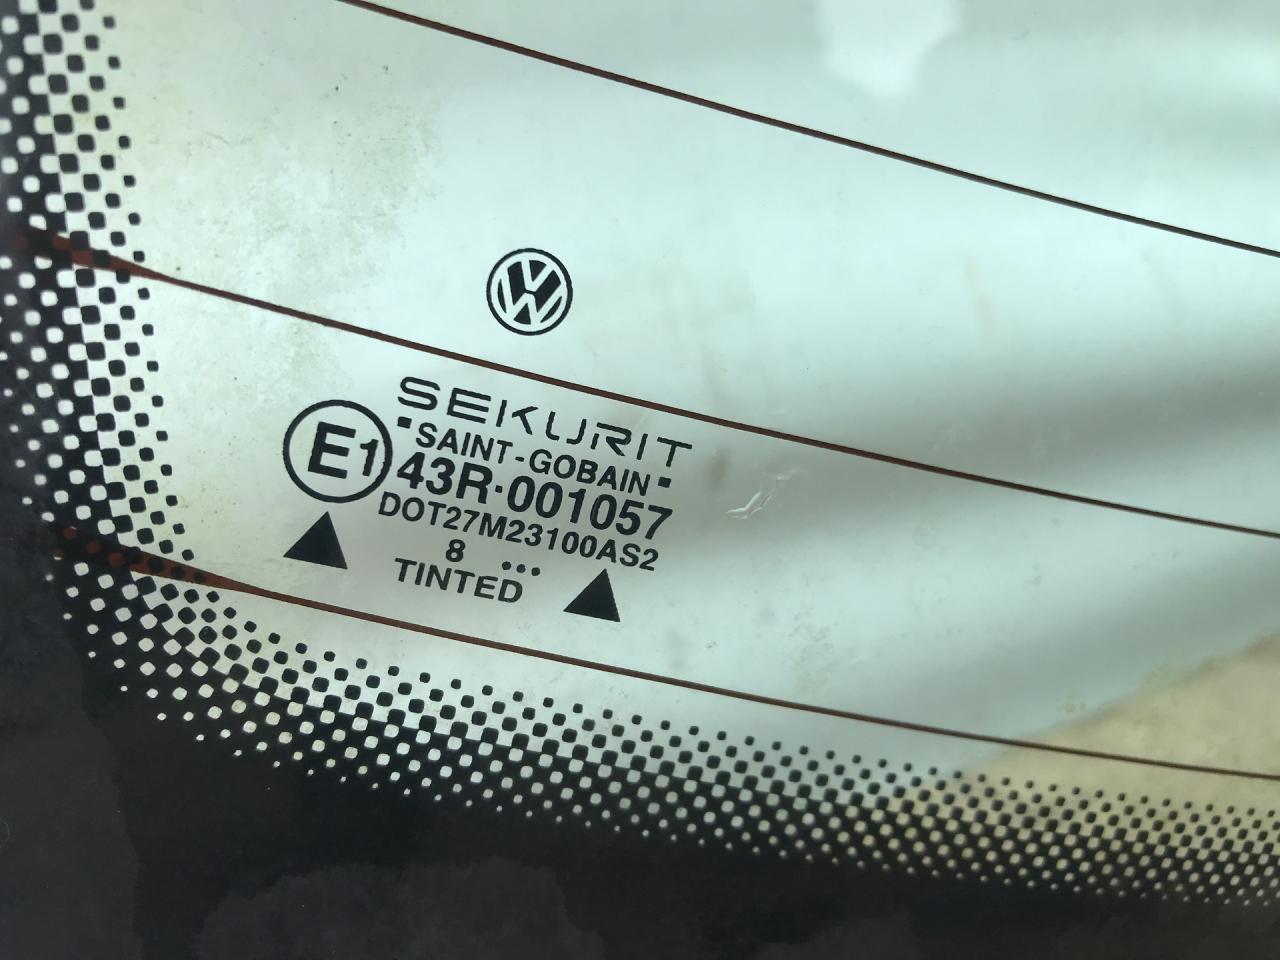 SEKURIT
SAINT-GOBAIN
E1 43R·001057
DOT27M23100AS2
8 ...
TINTED